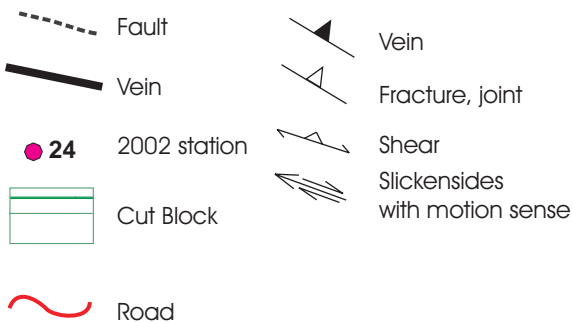 Fault
Vein
24 2002 station
Cut Block
Road
Vein
Fracture, joint
Shear
Slickensides
with motion sense